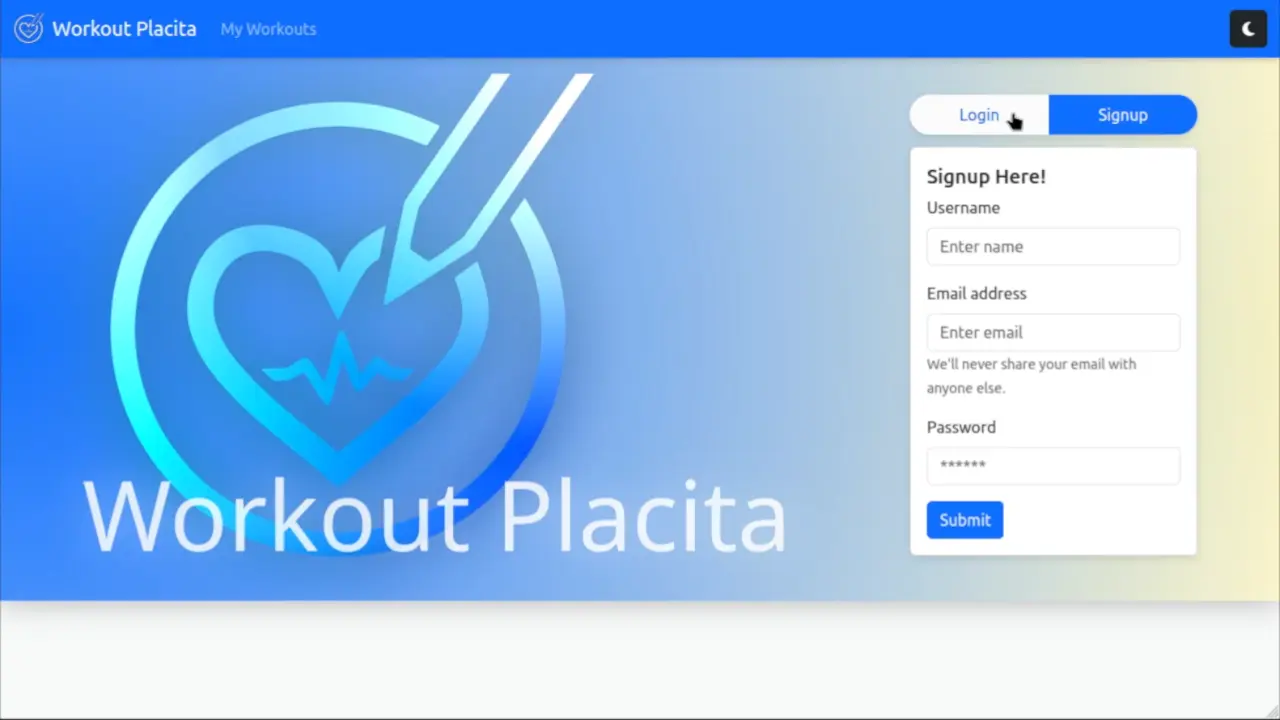 Workout Placita My Workouts
Login Signup
Signup Here!
Username
Enter name
Email address
Enter email
We'll never share your email with
anyone else.
Password
******
Submit
Workout Placita